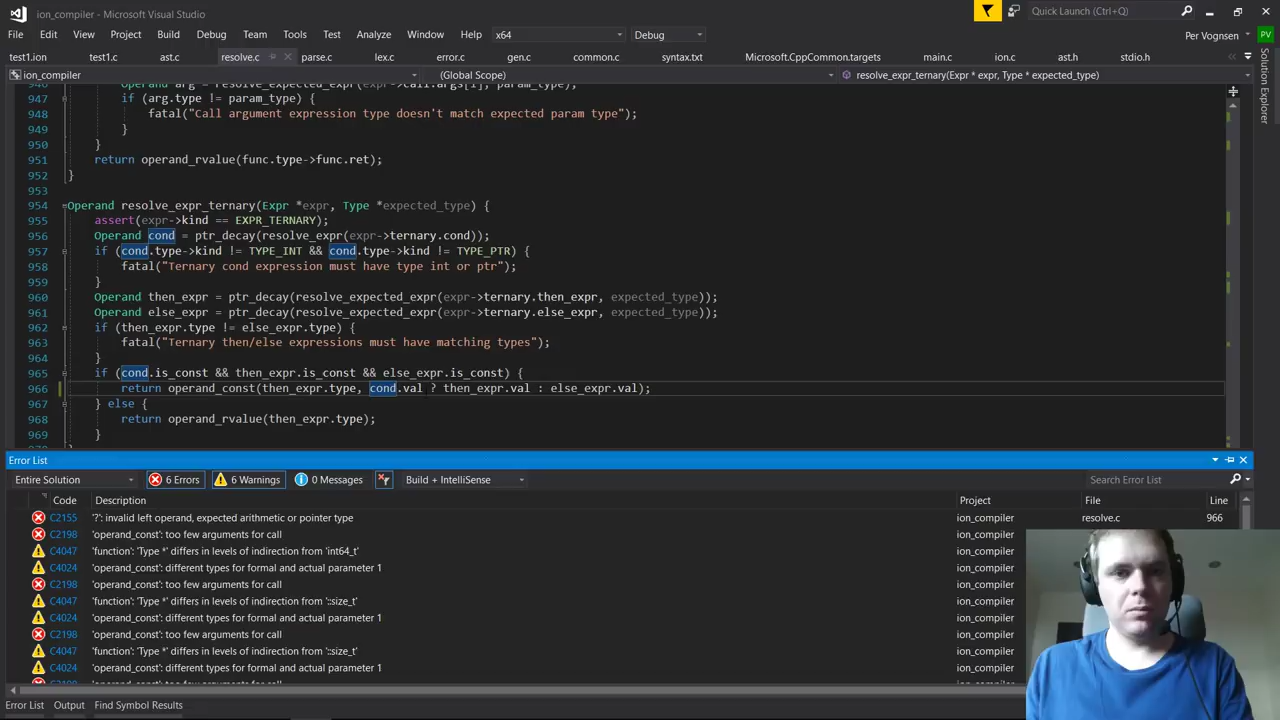 ion_compiler - Microsoft Visual Studio
Quick Launch (Ctrl+Q)
File Edit View Project Build Debug Team Tools Test Analyze Window Help x64 Debug
Per Vognsen PV
test1.ion test1.c ast.c resolve.c parse.c lex.c error.c gen.c common.c syntax.txt Microsoft.CppCommon.targets main.c ion.c ast.h stdio.h
ion_compiler (Global Scope) resolve_expr_ternary(Expr * expr, Type * expected_type)
Solution Explorer
946 Operand arg = resolve_expected_expr(expr->call.args[i], param_type);
947 if (arg.type != param_type) {
948 fatal("Call argument expression type doesn't match expected param type");
949 }
950 }
951 return operand_rvalue(func.type->func.ret);
952 }
953
954 Operand resolve_expr_ternary(Expr *expr, Type *expected_type) {
955 assert(expr->kind == EXPR_TERNARY);
956 Operand cond = ptr_decay(resolve_expr(expr->ternary.cond));
957 if (cond.type->kind != TYPE_INT && cond.type->kind != TYPE_PTR) {
958 fatal("Ternary cond expression must have type int or ptr");
959 }
960 Operand then_expr = ptr_decay(resolve_expected_expr(expr->ternary.then_expr, expected_type));
961 Operand else_expr = ptr_decay(resolve_expected_expr(expr->ternary.else_expr, expected_type));
962 if (then_expr.type != else_expr.type) {
963 fatal("Ternary then/else expressions must have matching types");
964 }
965 if (cond.is_const && then_expr.is_const && else_expr.is_const) {
966 return operand_const(then_expr.type, cond.val ? then_expr.val : else_expr.val);
967 } else {
968 return operand_rvalue(then_expr.type);
969 }
Error List
Entire Solution 6 Errors 6 Warnings 0 Messages Build + IntelliSense Search Error List
Code Description Project File Line
C2155 '?': invalid left operand, expected arithmetic or pointer type ion_compiler resolve.c 966
C2198 'operand_const': too few arguments for call ion_compiler
C4047 'function': 'Type *' differs in levels of indirection from 'int64_t' ion_compiler
C4024 'operand_const': different types for formal and actual parameter 1 ion_compiler
C2198 'operand_const': too few arguments for call ion_compiler
C4047 'function': 'Type *' differs in levels of indirection from '::size_t' ion_compiler
C4024 'operand_const': different types for formal and actual parameter 1 ion_compiler
C2198 'operand_const': too few arguments for call ion_compiler
C4047 'function': 'Type *' differs in levels of indirection from '::size_t' ion_compiler
C4024 'operand_const': different types for formal and actual parameter 1 ion_compiler
C2198 'operand_const': too few arguments for call ion_compiler
Error List Output Find Symbol Results